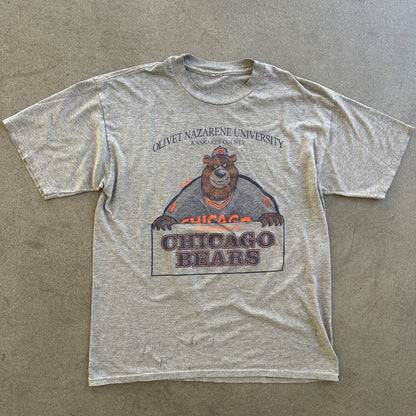 OLIVET NAZARENE UNIVERSITY
KANKAKEE COUNTY
CHICAGO
CHICAGO
BEARS